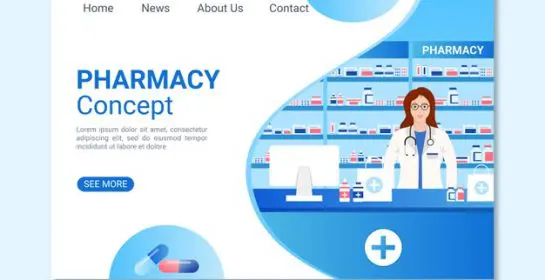 Home News About Us Contact
PHARMACY
PHARMACY
Concept
Lorem ipsum dolor sit amet, consectetur
adipiscing elit, sed do eiusmod tempor
incididunt ut labore et dolore.
SEE MORE